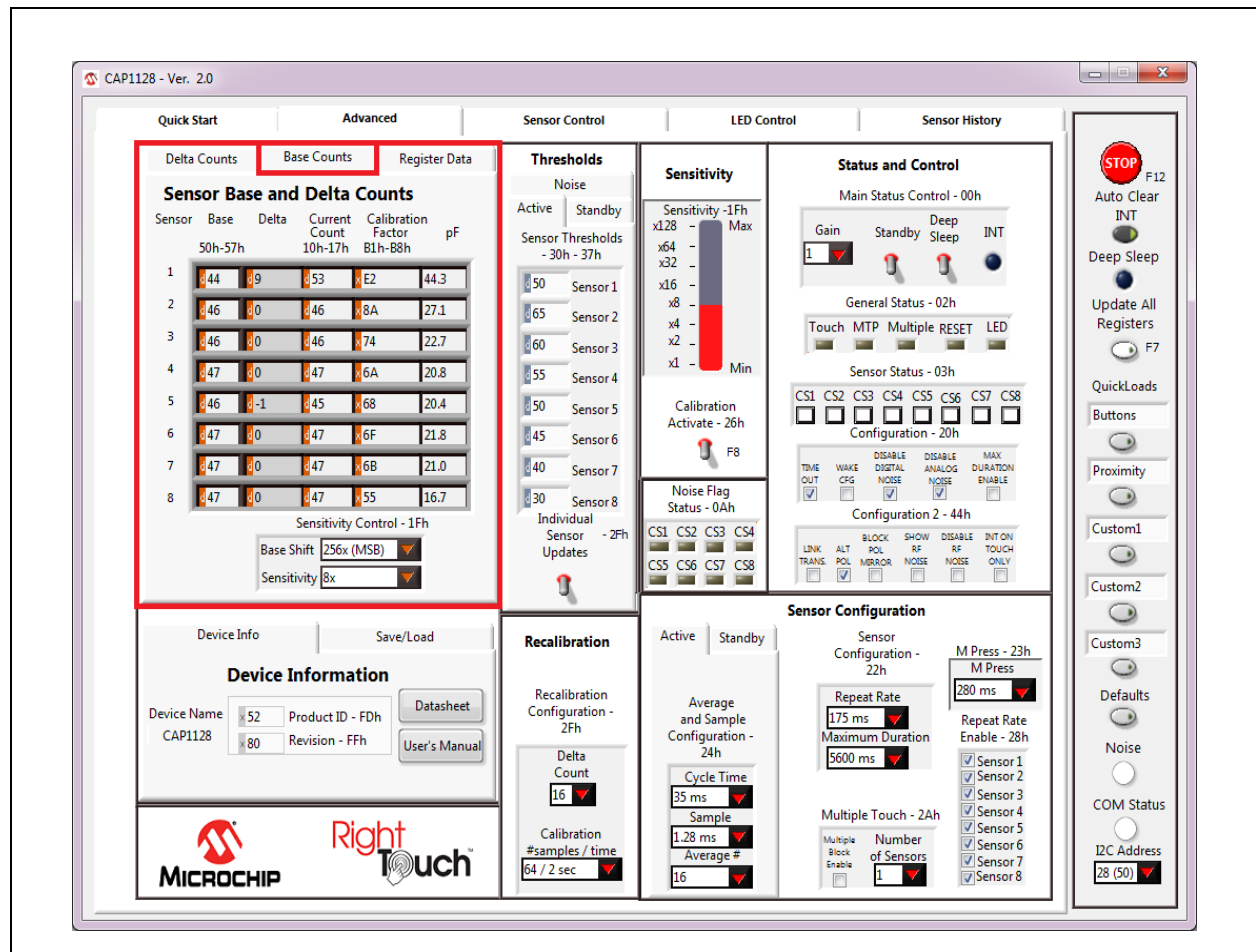 CAP1128 - Ver. 2.0
Quick Start Advanced Sensor Control LED Control Sensor History
Delta Counts Base Counts Register Data
Sensor Base and Delta Counts
Sensor Base Delta Current Count Calibration Factor pF
50h-57h 10h-17h B1h-B8h
1 d 44 d 9 d 53 x E2 44.3
2 d 46 d 0 d 46 x 8A 27.1
3 d 46 d 0 d 46 x 74 22.7
4 d 47 d 0 d 47 x 6A 20.8
5 d 46 d -1 d 45 x 68 20.4
6 d 47 d 0 d 47 x 6F 21.8
7 d 47 d 0 d 47 x 6B 21.0
8 d 47 d 0 d 47 x 55 16.7
Sensitivity Control - 1Fh
Base Shift 256x (MSB)
Sensitivity 8x
Thresholds
Noise
Active Standby
Sensor Thresholds
- 30h - 37h
d 50 Sensor 1
d 65 Sensor 2
d 60 Sensor 3
d 55 Sensor 4
d 50 Sensor 5
d 45 Sensor 6
d 40 Sensor 7
d 30 Sensor 8
Individual
Sensor - 2Fh
Updates
Sensitivity
Sensitivity -1Fh
x128 Max
x64
x32
x16
x8
x4
x2
x1 Min
Calibration
Activate - 26h
F8
Noise Flag
Status - 0Ah
CS1 CS2 CS3 CS4
CS5 CS6 CS7 CS8
Status and Control
Main Status Control - 00h
Gain Standby Deep Sleep INT
1
General Status - 02h
Touch MTP Multiple RESET LED
Sensor Status - 03h
CS1 CS2 CS3 CS4 CS5 CS6 CS7 CS8
Configuration - 20h
TIME OUT WAKE CFG DISABLE DIGITAL NOISE DISABLE ANALOG NOISE MAX DURATION ENABLE
Configuration 2 - 44h
LINK TRANS. ALT POL BLOCK POL MIRROR SHOW RF NOISE DISABLE RF NOISE INT ON TOUCH ONLY
Device Info Save/Load
Device Information
Device Name
CAP1128
x 52 Product ID - FDh
x 80 Revision - FFh
Datasheet
User's Manual
MICROCHIP
Right
Touch
Recalibration
Recalibration
Configuration -
2Fh
Delta
Count
16
Calibration
#samples / time
64 / 2 sec
Sensor Configuration
Active Standby
Average
and Sample
Configuration -
24h
Cycle Time
35 ms
Sample
1.28 ms
Average #
16
Sensor
Configuration -
22h
Repeat Rate
175 ms
Maximum Duration
5600 ms
Multiple Touch - 2Ah
Multiple Block Enable
Number
of Sensors
1
M Press - 23h
M Press
280 ms
Repeat Rate
Enable - 28h
Sensor 1
Sensor 2
Sensor 3
Sensor 4
Sensor 5
Sensor 6
Sensor 7
Sensor 8
STOP F12
Auto Clear
INT
Deep Sleep
Update All
Registers
F7
QuickLoads
Buttons
Proximity
Custom1
Custom2
Custom3
Defaults
Noise
COM Status
I2C Address
28 (50)